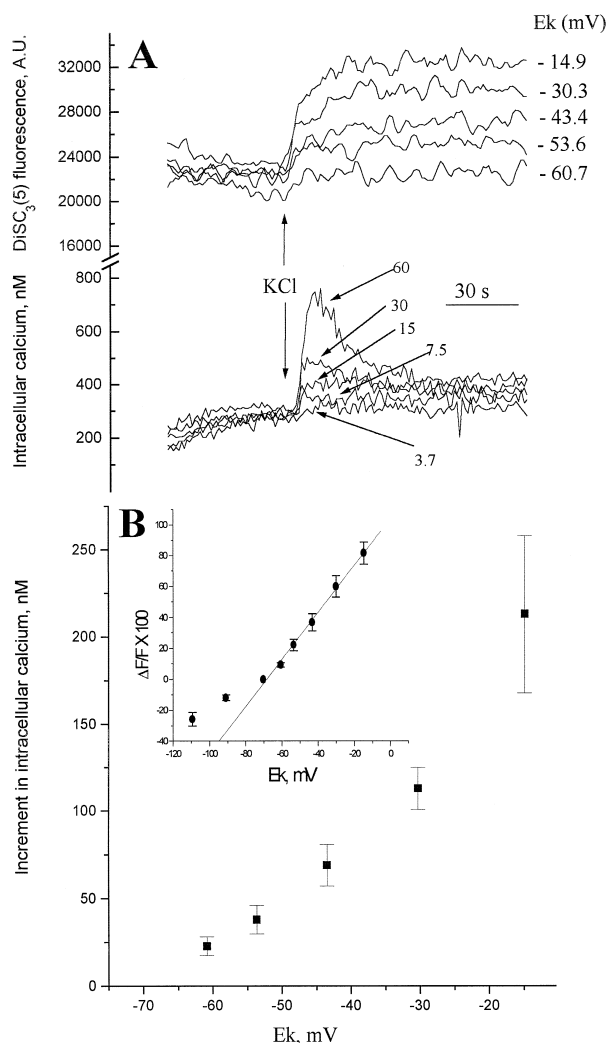 Ek (mV)
A
DiSC3(5) fluorescence, A.U.
32000
28000
24000
20000
16000
- 14.9
- 30.3
- 43.4
- 53.6
- 60.7
KCl
Intracellular calcium, nM
800
600
400
200
60
30
15
7.5
3.7
30 s
B
Increment in intracellular calcium, nM
250
200
150
100
50
0
ΔF/F X 100
100
80
60
40
20
0
-20
-40
-120 -100 -80 -60 -40 -20 0
Ek, mV
-70 -60 -50 -40 -30 -20
Ek, mV